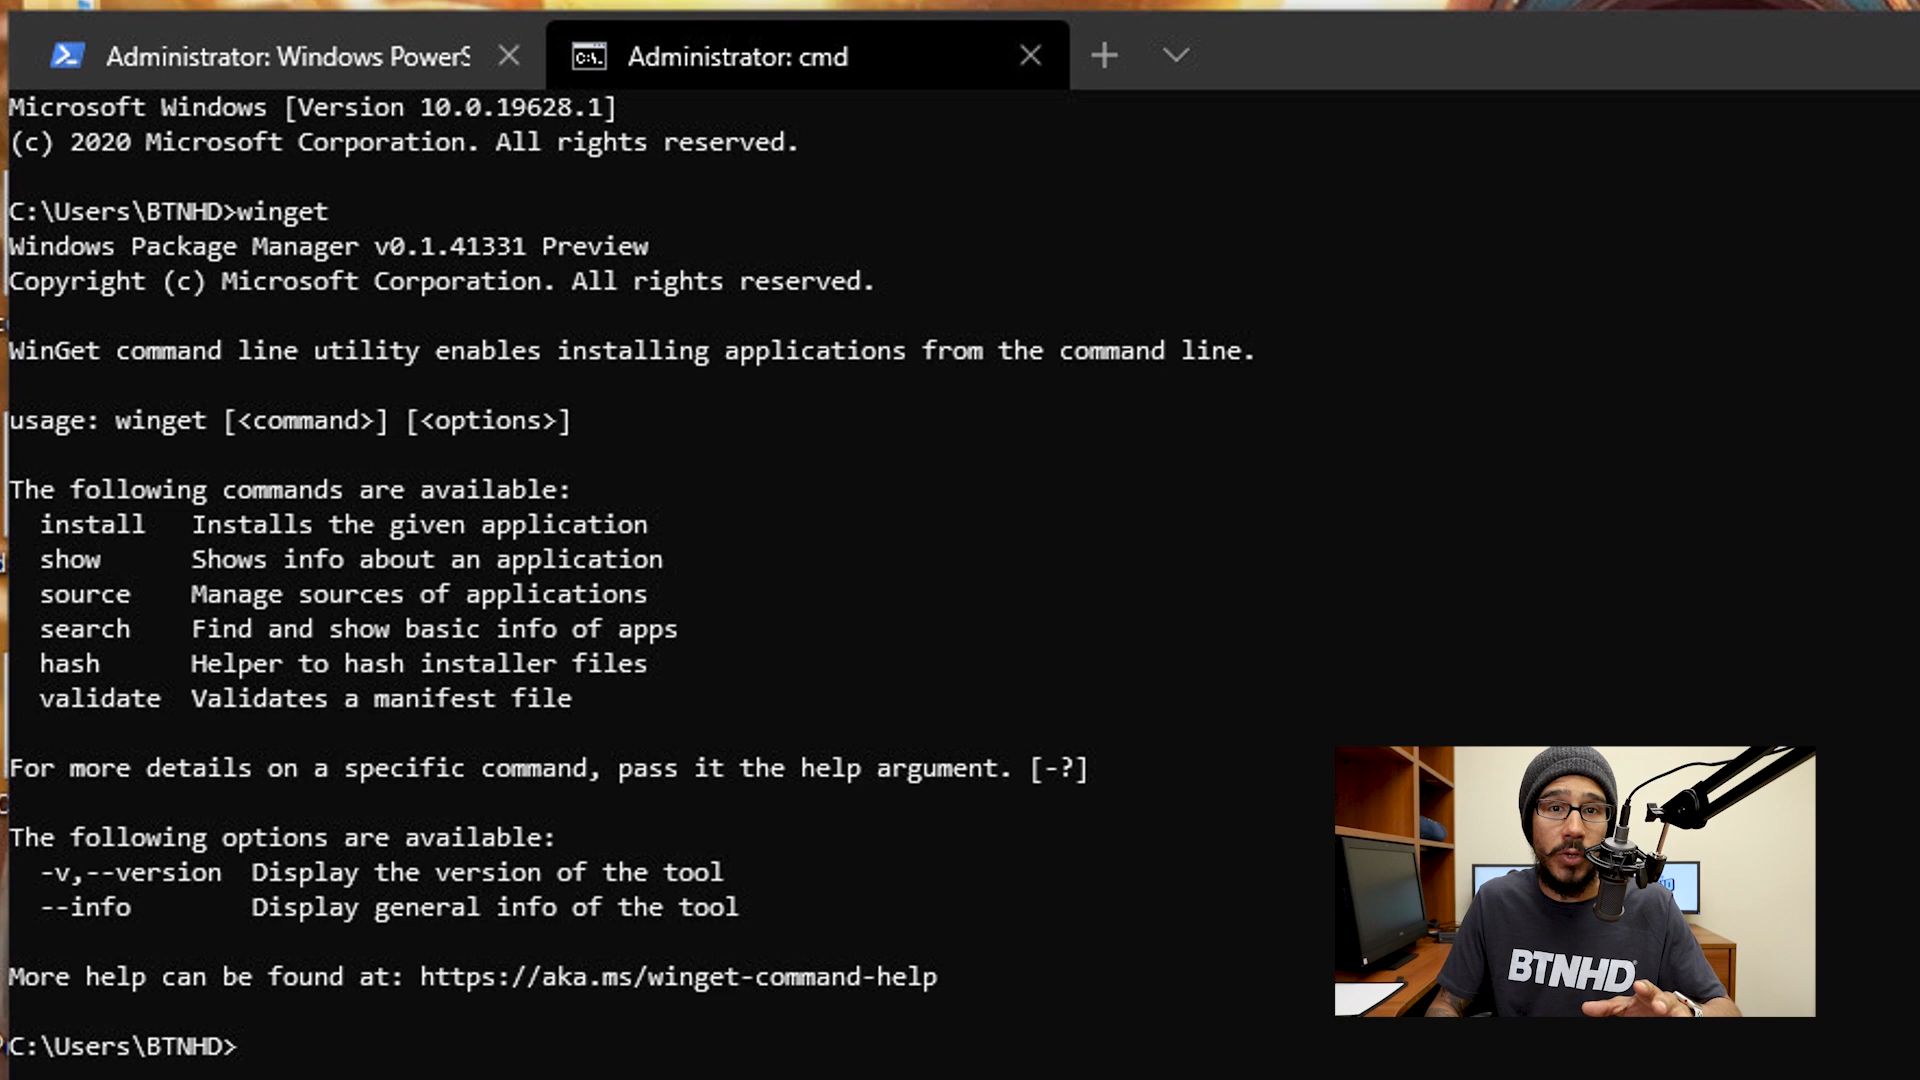 Administrator: Windows PowerS
Administrator: cmd
Microsoft Windows [Version 10.0.19628.1]
(c) 2020 Microsoft Corporation. All rights reserved.
C:\Users\BTNHD>winget
Windows Package Manager v0.1.41331 Preview
Copyright (c) Microsoft Corporation. All rights reserved.
WinGet command line utility enables installing applications from the command line.
usage: winget [<command>] [<options>]
The following commands are available:
install Installs the given application
show Shows info about an application
source Manage sources of applications
search Find and show basic info of apps
hash Helper to hash installer files
validate Validates a manifest file
For more details on a specific command, pass it the help argument. [-?]
The following options are available:
-v,--version Display the version of the tool
--info Display general info of the tool
More help can be found at: https://aka.ms/winget-command-help
C:\Users\BTNHD>
BTNHD